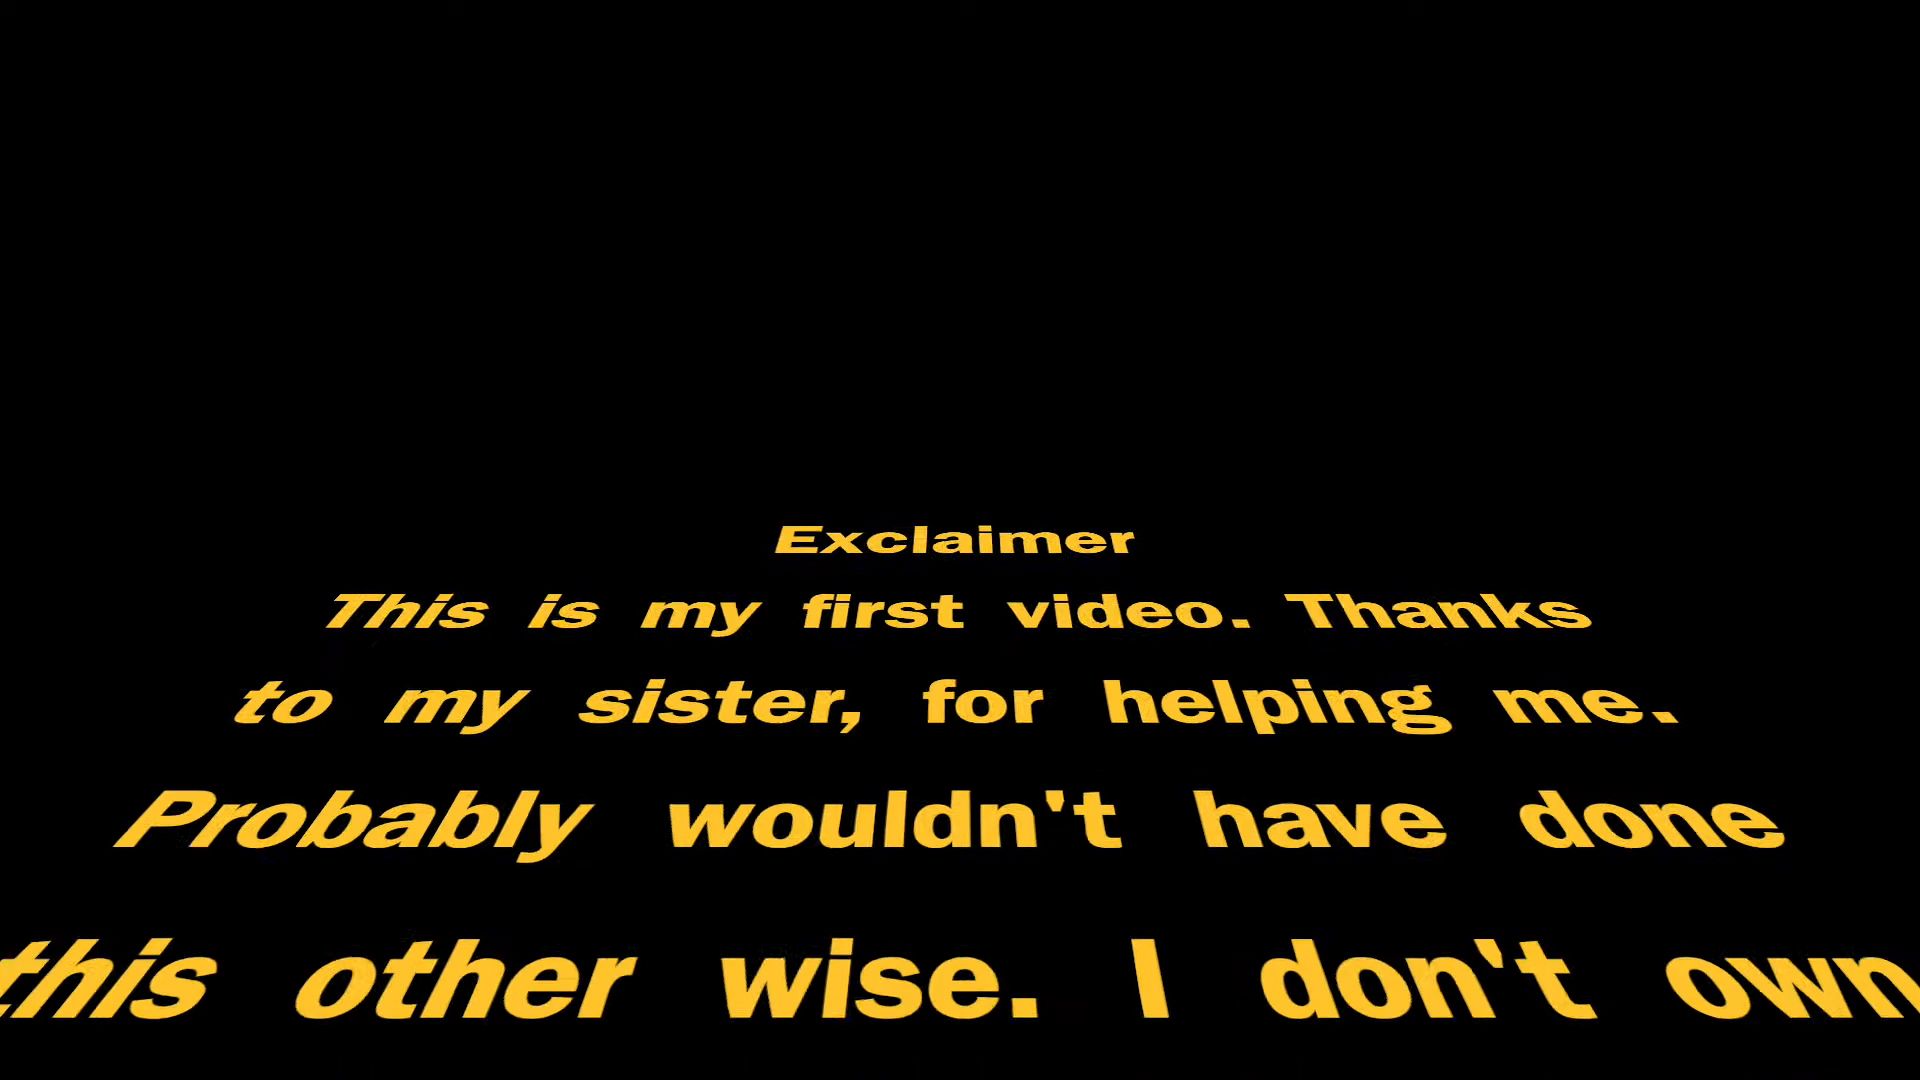 Exclaimer
This is my first video. Thanks
to my sister, for helping me.
Probably wouldn't have done
this other wise. I don't own